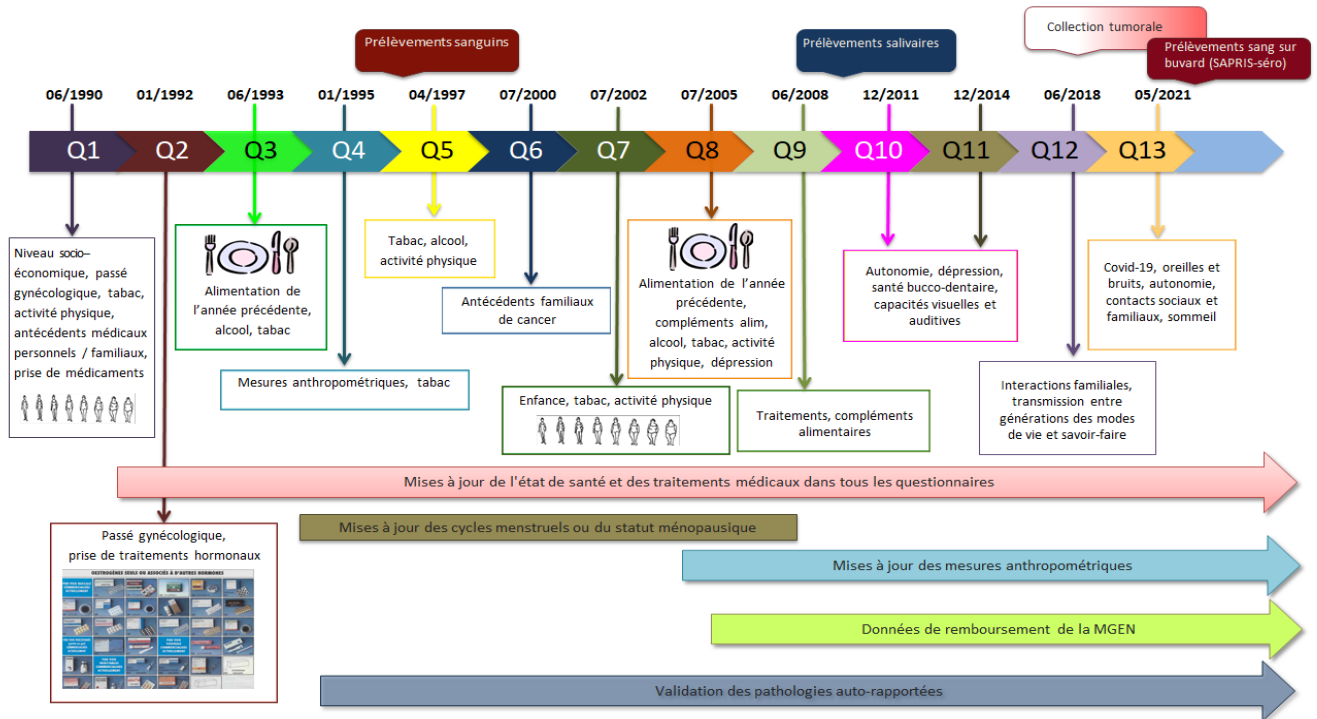 Collection tumorale
Prélèvements sanguins
Prélèvements salivaires
Prélèvements sang sur
buvard (SAPRIS-séro)
06/1990
01/1992
06/1993
01/1995
04/1997
07/2000
07/2002
07/2005
06/2008
12/2011
12/2014
06/2018
05/2021
Q1
Q2
Q3
Q4
Q5
Q6
Q7
Q8
Q9
Q10
Q11
Q12
Q13
Niveau socio–
économique, passé
gynécologique, tabac,
activité physique,
antécédents médicaux
personnels / familiaux,
prise de médicaments
Alimentation de
l'année précédente,
alcool, tabac
Mesures anthropométriques, tabac
Tabac, alcool,
activité physique
Antécédents familiaux
de cancer
Enfance, tabac, activité physique
Alimentation de l'année
précédente,
compléments alim,
alcool, tabac, activité
physique, dépression
Traitements, compléments
alimentaires
Autonomie, dépression,
santé bucco-dentaire,
capacités visuelles et
auditives
Interactions familiales,
transmission entre
générations des modes
de vie et savoir-faire
Covid-19, oreilles et
bruits, autonomie,
contacts sociaux et
familiaux, sommeil
Mises à jour de l'état de santé et des traitements médicaux dans tous les questionnaires
Mises à jour des cycles menstruels ou du statut ménopausique
Passé gynécologique,
prise de traitements hormonaux
OESTROGÈNES SEULS OU ASSOCIÉS À D'AUTRES HORMONES
Mises à jour des mesures anthropométriques
Données de remboursement de la MGEN
Validation des pathologies auto-rapportées